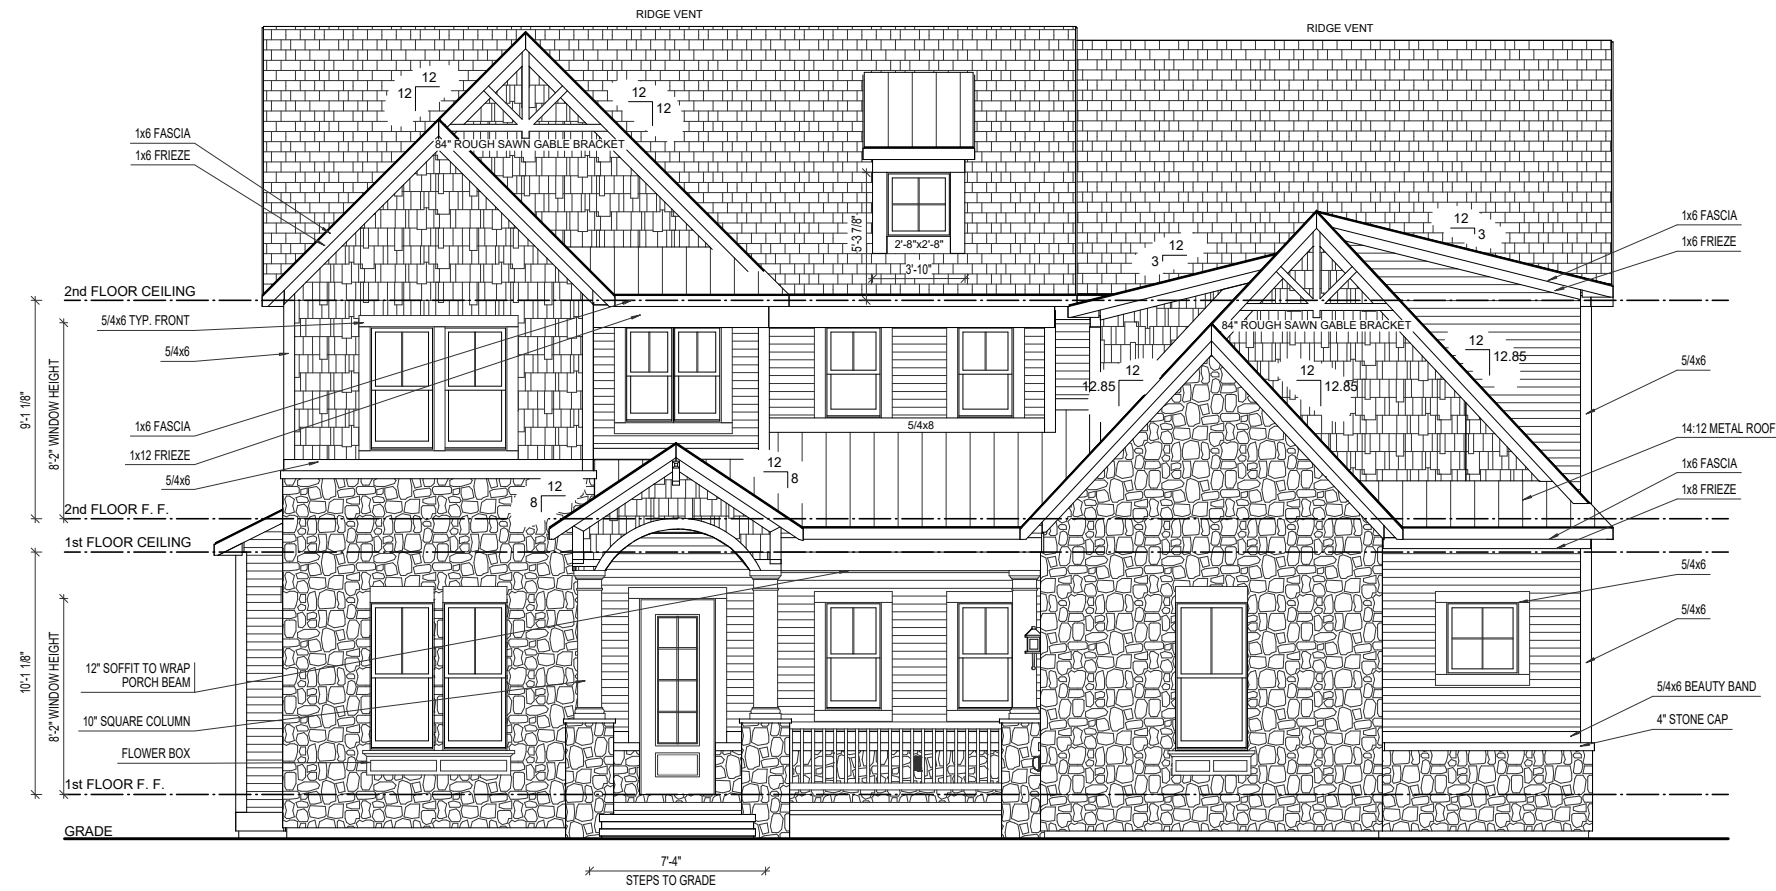 RIDGE VENT
RIDGE VENT
12
12
12
12
1x6 FASCIA
1x6 FRIEZE
84" ROUGH SAWN GABLE BRACKET
5'-3 7/8"
2'-8"x2'-8"
3'-10"
12
3
12
3
1x6 FASCIA
1x6 FRIEZE
2nd FLOOR CEILING
5/4x6 TYP. FRONT
5/4x6
84" ROUGH SAWN GABLE BRACKET
12
12.85
12
12.85
12
12.85
5/4x6
9'-1 1/8"
8'-2" WINDOW HEIGHT
1x6 FASCIA
1x12 FRIEZE
5/4x6
5/4x8
14:12 METAL ROOF
1x6 FASCIA
1x8 FRIEZE
12
8
12
8
2nd FLOOR F. F.
1st FLOOR CEILING
5/4x6
5/4x6
10'-1 1/8"
8'-2" WINDOW HEIGHT
12" SOFFIT TO WRAP
PORCH BEAM
10" SQUARE COLUMN
FLOWER BOX
5/4x6 BEAUTY BAND
4" STONE CAP
1st FLOOR F. F.
GRADE
7'-4"
STEPS TO GRADE